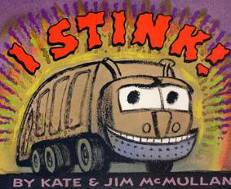 I STINK!
BY KATE & JIM McMULLAN